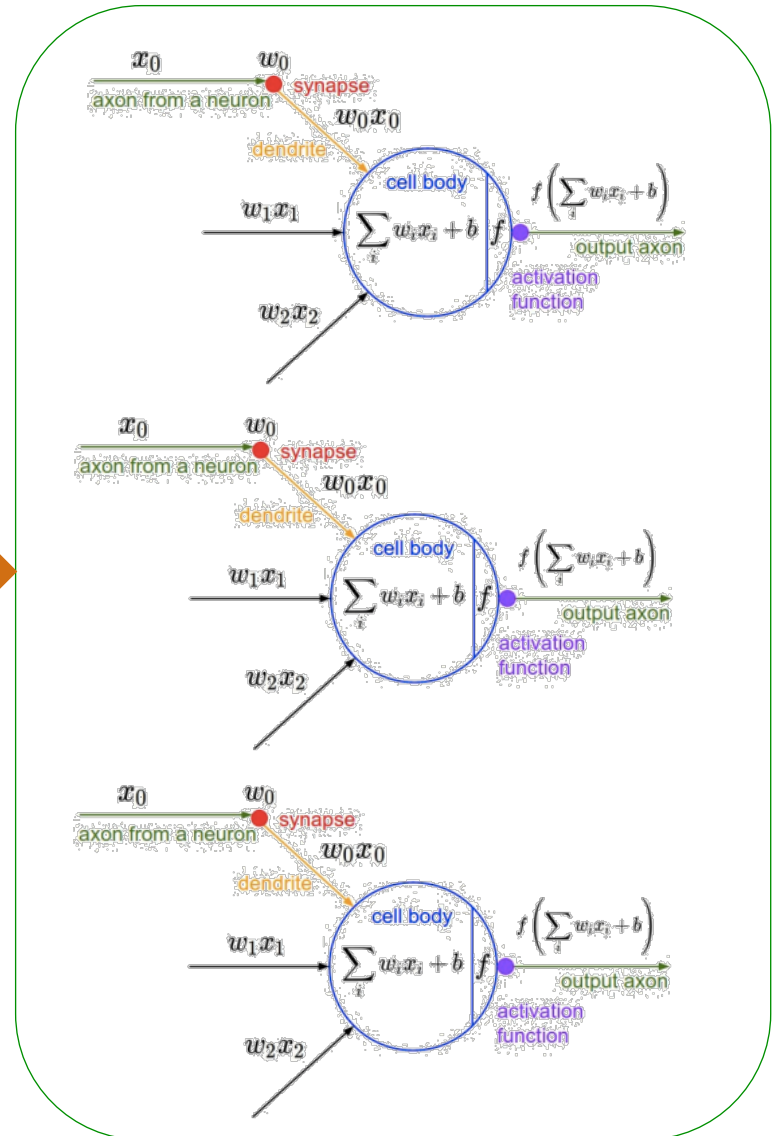 x₀ w₀
synapse
axon from a neuron
w₀x₀
dendrite
cell body
f(∑ᵢ wᵢxᵢ + b)
w₁x₁
∑ᵢ wᵢxᵢ + b f
output axon
activation
function
w₂x₂
x₀ w₀
synapse
axon from a neuron
w₀x₀
dendrite
cell body
f(∑ᵢ wᵢxᵢ + b)
w₁x₁
∑ᵢ wᵢxᵢ + b f
output axon
activation
function
w₂x₂
x₀ w₀
synapse
axon from a neuron
w₀x₀
dendrite
cell body
f(∑ᵢ wᵢxᵢ + b)
w₁x₁
∑ᵢ wᵢxᵢ + b f
output axon
activation
function
w₂x₂